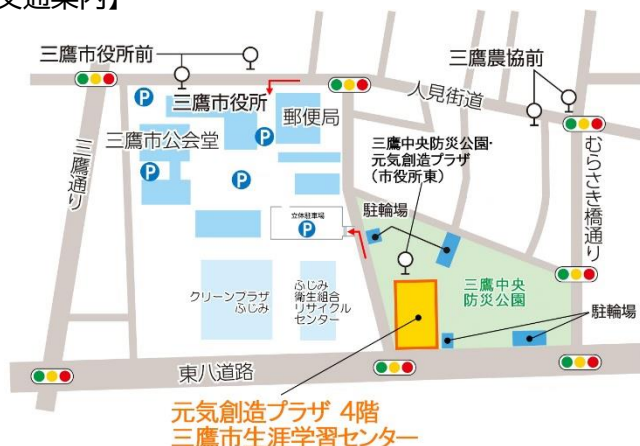 交通案内】
三鷹市役所前
三鷹農協前
三鷹市役所
郵便局
人見街道
三鷹市公会堂
三鷹通り
三鷹中央防災公園・
元気創造プラザ
（市役所東）
むらさき橋通り
P
P
P
立体駐車場
P
駐輪場
クリーンプラザ
ふじみ
ふじみ
衛生組合
リサイクル
センター
三鷹中央
防災公園
駐輪場
東八道路
元気創造プラザ 4階
三鷹市生涯学習センター